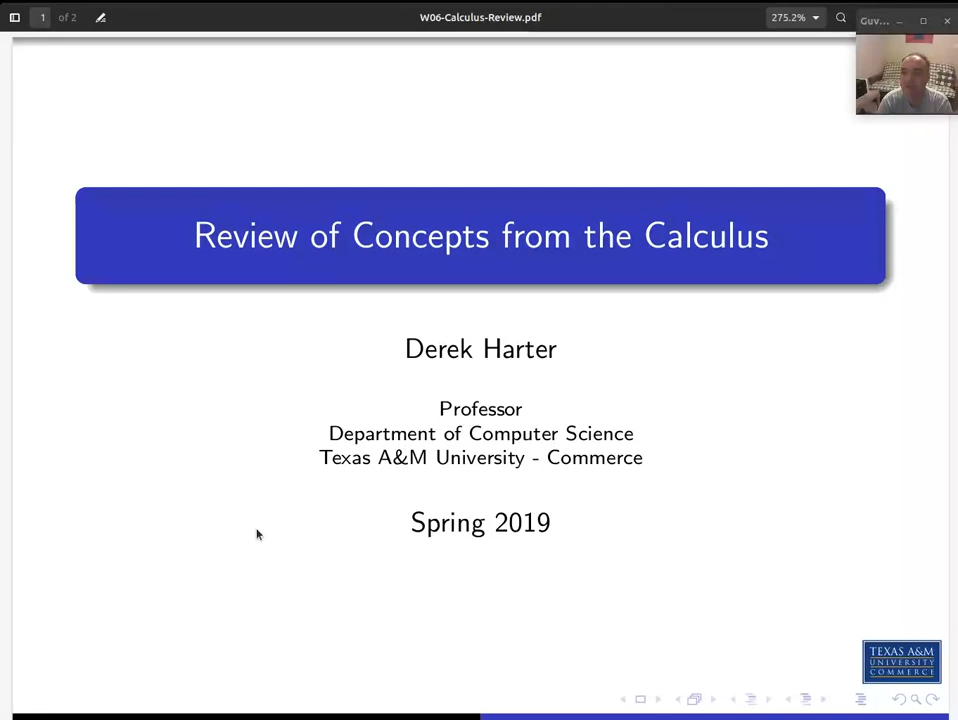 1 of 2
W06-Calculus-Review.pdf
275.2%
Guv...
Review of Concepts from the Calculus
Derek Harter
Professor
Department of Computer Science
Texas A&M University - Commerce
Spring 2019
TEXAS A&M
UNIVERSITY
COMMERCE